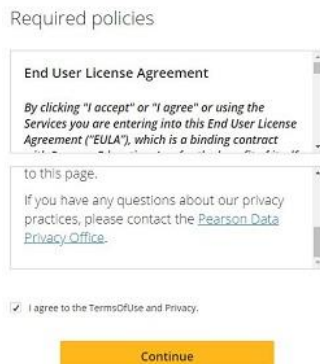 Required policies
End User License Agreement
By clicking "I accept" or "I agree" or using the
Services you are entering into this End User License
Agreement ("EULA"), which is a binding contract
to this page.
If you have any questions about our privacy
practices, please contact the Pearson Data
Privacy Office.
I agree to the TermsOfUse and Privacy.
Continue